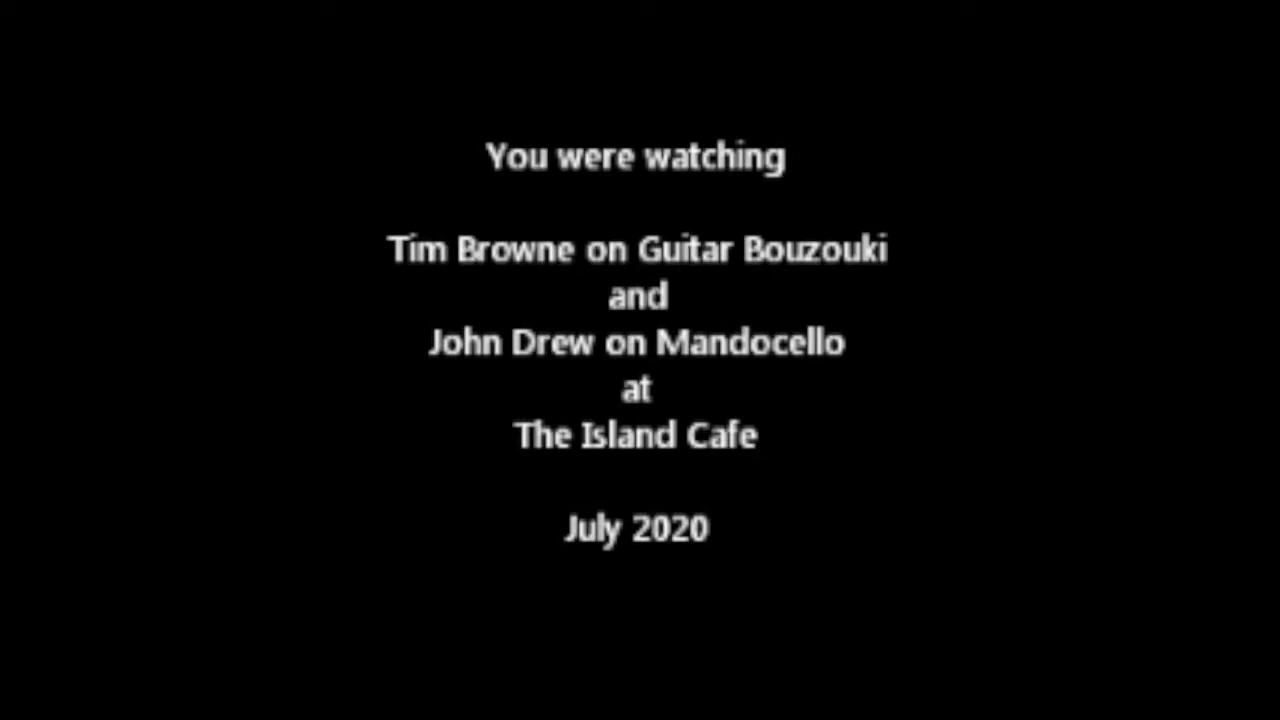 You were watching
Tim Browne on Guitar Bouzouki
and
John Drew on Mandocello
at
The Island Cafe
July 2020